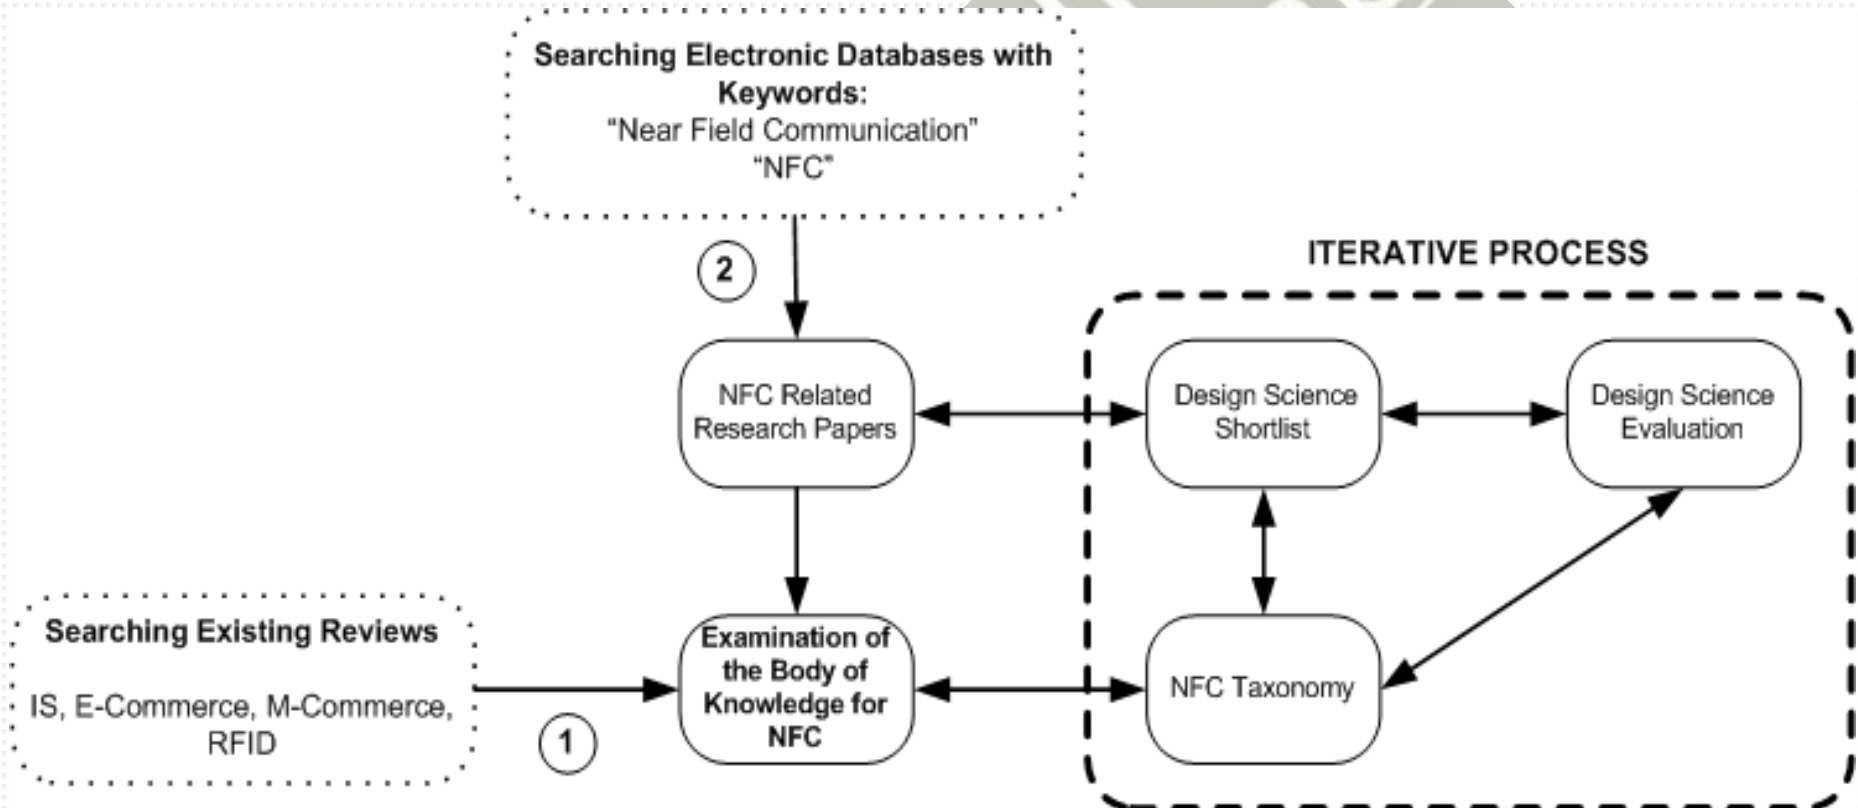 Searching Electronic Databases with
Keywords:
“Near Field Communication”
“NFC”
2
ITERATIVE PROCESS
NFC Related
Research Papers
Design Science
Shortlist
Design Science
Evaluation
Searching Existing Reviews
IS, E-Commerce, M-Commerce,
RFID
1
Examination of
the Body of
Knowledge for
NFC
NFC Taxonomy